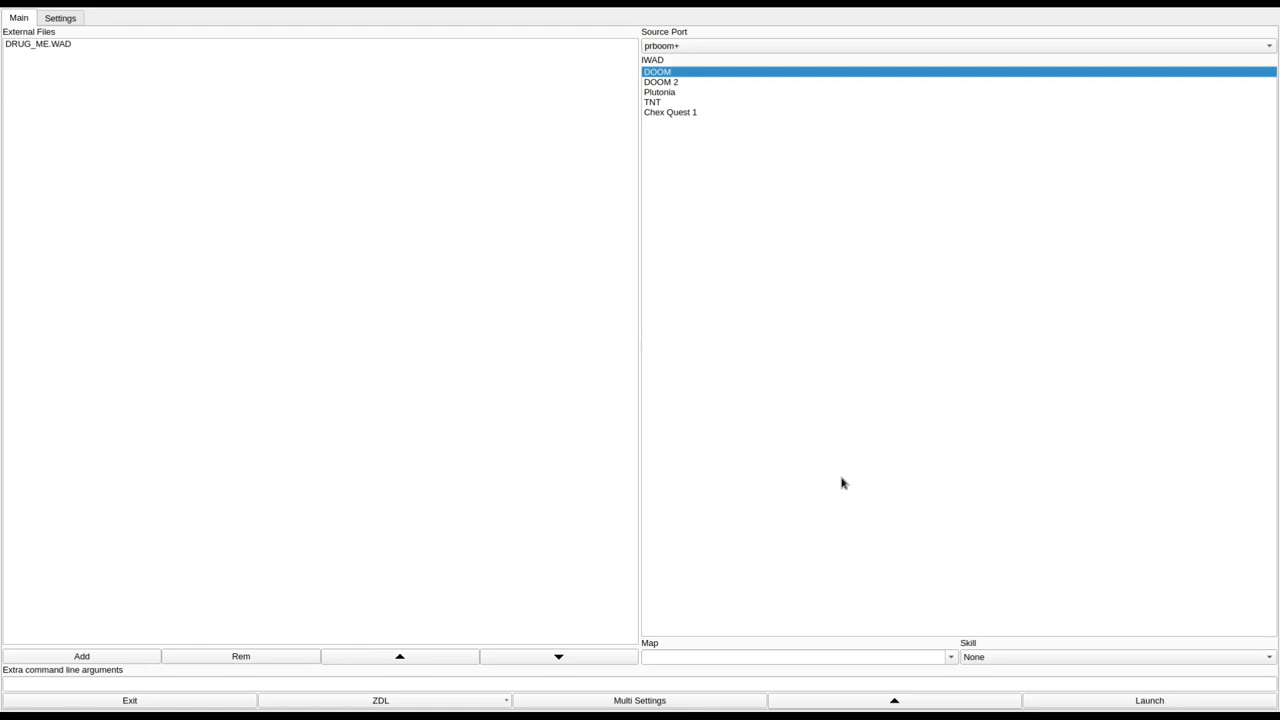 Main Settings
External Files
DRUG_ME.WAD
Source Port
prboom+
IWAD
DOOM
DOOM 2
Plutonia
TNT
Chex Quest 1
Map Skill
None
Add Rem
Extra command line arguments
Exit ZDL Multi Settings Launch